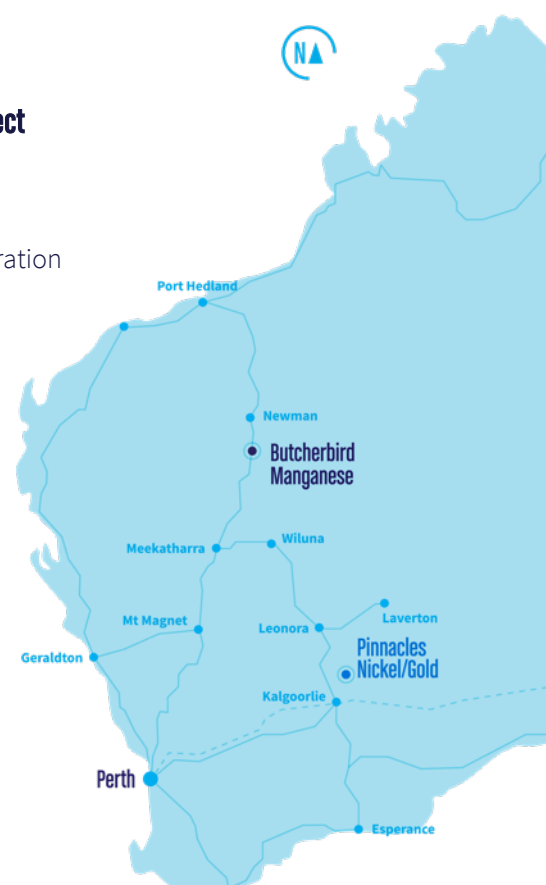 N
ect
ration
Port Hedland
Newman
Butcherbird
Manganese
Wiluna
Meekatharra
Mt Magnet
Laverton
Leonora
Pinnacles
Nickel/Gold
Geraldton
Kalgoorlie
Perth
Esperance